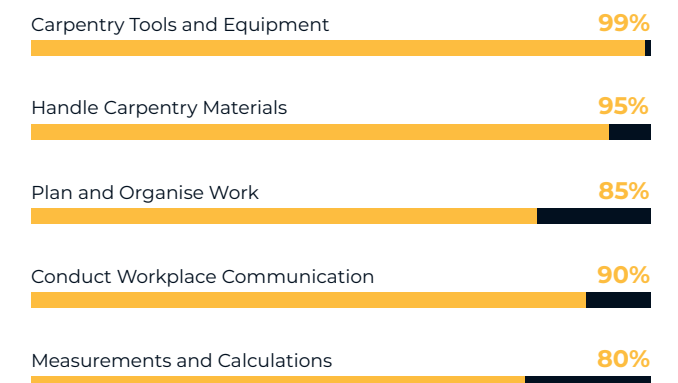 Carpentry Tools and Equipment 99%
Handle Carpentry Materials 95%
Plan and Organise Work 85%
Conduct Workplace Communication 90%
Measurements and Calculations 80%